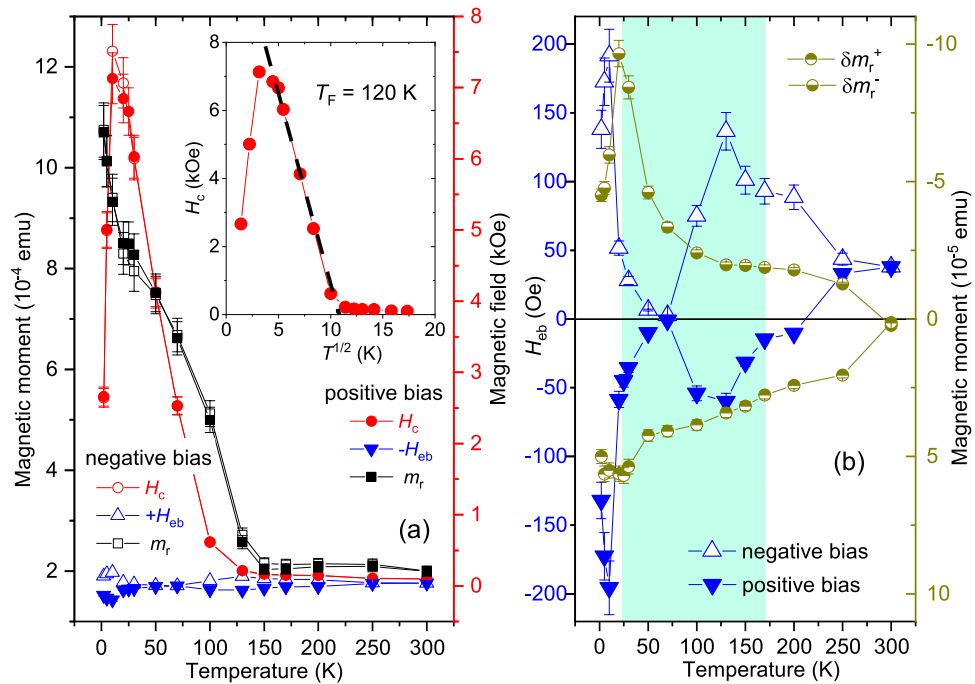 12
10
8
6
4
2
Magnetic moment (10⁻⁴ emu)
0 50 100 150 200 250 300
Temperature (K)
8
7
6
5
4
3
2
1
0
-1
Magnetic field (kOe)
8
6
4
2
0
H_c (kOe)
0 5 10 15 20
T^1/2 (K)
T_F = 120 K
positive bias
H_c
-H_eb
m_r
negative bias
H_c
+H_eb
m_r
(a)
200
150
100
50
0
-50
-100
-150
-200
H_eb (Oe)
0 50 100 150 200 250 300
Temperature (K)
-10
-5
0
5
10
Magnetic moment (10⁻⁵ emu)
δm_r⁺
δm_r⁻
(b)
negative bias
positive bias